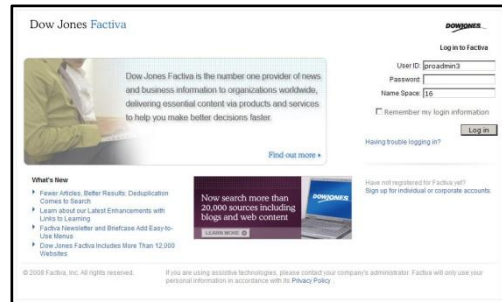 Dow Jones Factiva
DOWJONES
Log in to Factiva
Dow Jones Factiva is the number one provider of news
and business information to organizations worldwide,
delivering essential content via products and services
to help you make better decisions faster.
Find out more
User ID: proadmin3
Password:
Name Space: 16
Remember my login information
Log in
Having trouble logging in?
What's New
Fewer Articles, Better Results: Deduplication
Comes to Search
Learn about our Latest Enhancements with
Links to Learning
Factiva Newsletter and Briefcase Add Easy-to-
Use Menus
Dow Jones Factiva Includes More Than 12,000
Websites
Now search more than
20,000 sources including
blogs and web content
LEARN MORE
DOWJONES
Have not registered for Factiva yet?
Sign up for individual or corporate accounts.
© 2008 Factiva, Inc. All rights reserved.
If you are using assistive technologies, please contact your company's administrator. Factiva will only use your
personal information in accordance with its Privacy Policy.